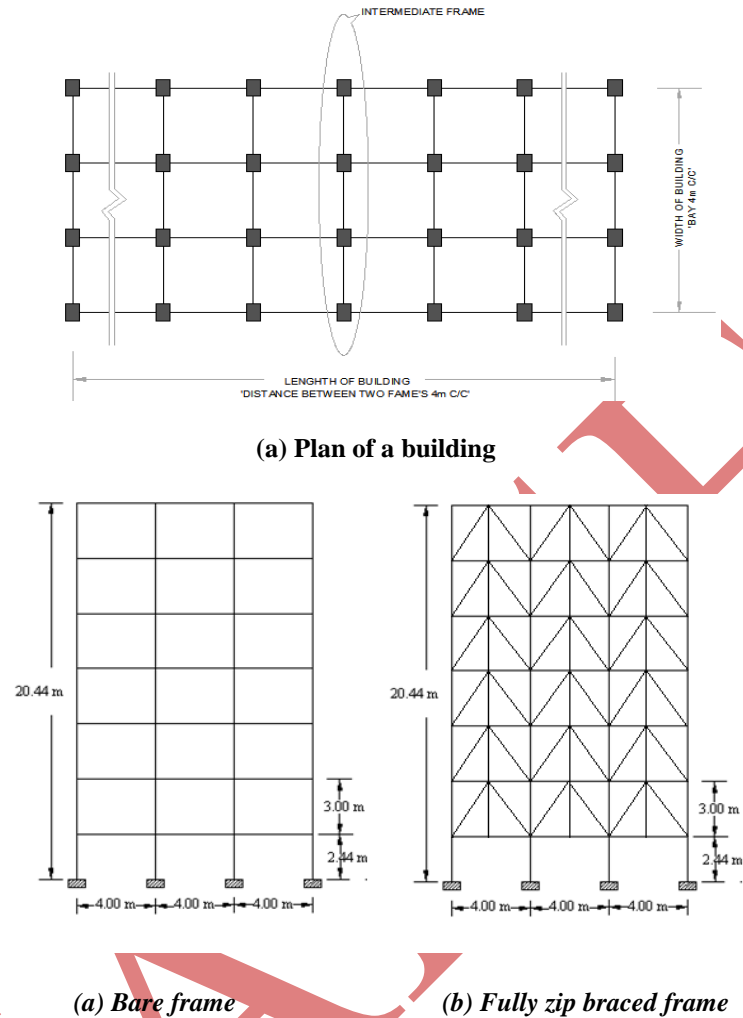 INTERMEDIATE FRAME
WIDTH OF BUILDING
'BAY 4m C/C'
LENGHTH OF BUILDING
'DISTANCE BETWEEN TWO FAME'S 4m C/C'
(a) Plan of a building
20.44 m
3.00 m
2.44 m
4.00 m
4.00 m
4.00 m
20.44 m
3.00 m
2.44 m
4.00 m
4.00 m
4.00 m
(a) Bare frame
(b) Fully zip braced frame